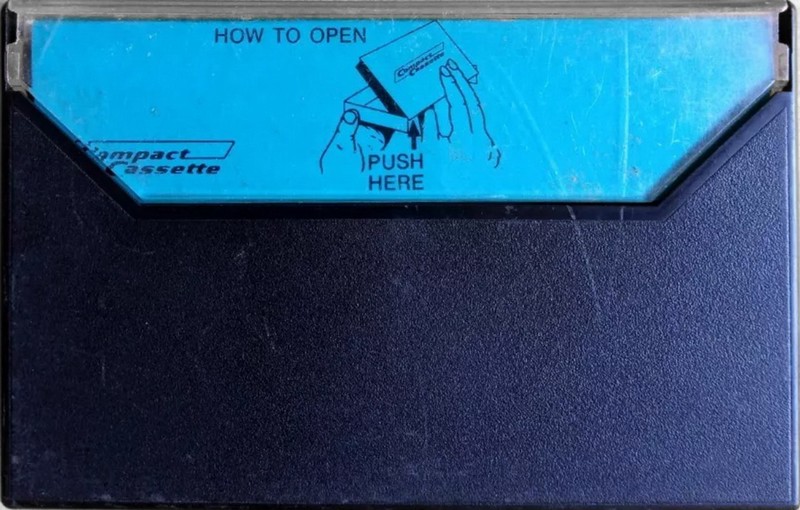 HOW TO OPEN
Compact
Cassette
PUSH
HERE
Compact
Cassette